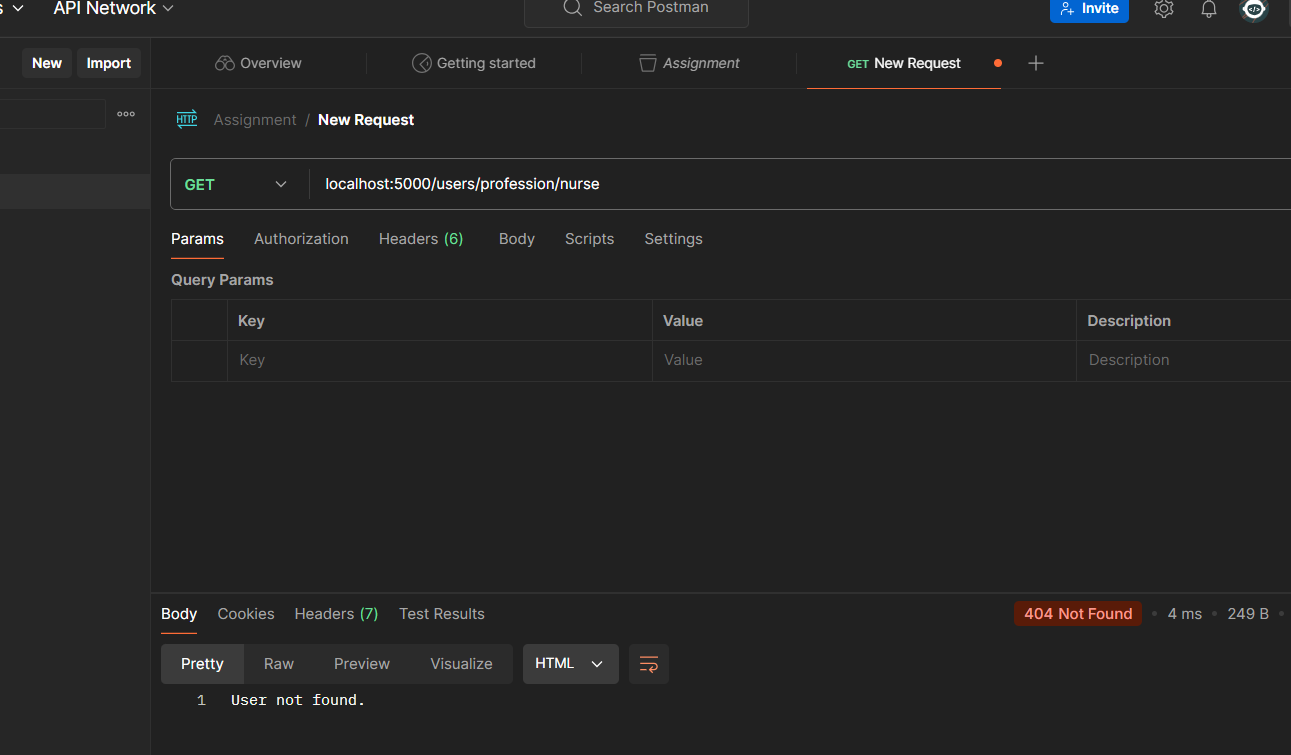 s API Network Search Postman Invite
New Import Overview Getting started Assignment GET New Request
HTTP Assignment / New Request
GET localhost:5000/users/profession/nurse
Params Authorization Headers (6) Body Scripts Settings
Query Params
Key Value Description
Key Value Description
Body Cookies Headers (7) Test Results 404 Not Found • 4 ms • 249 B •
Pretty Raw Preview Visualize HTML
1 User not found.